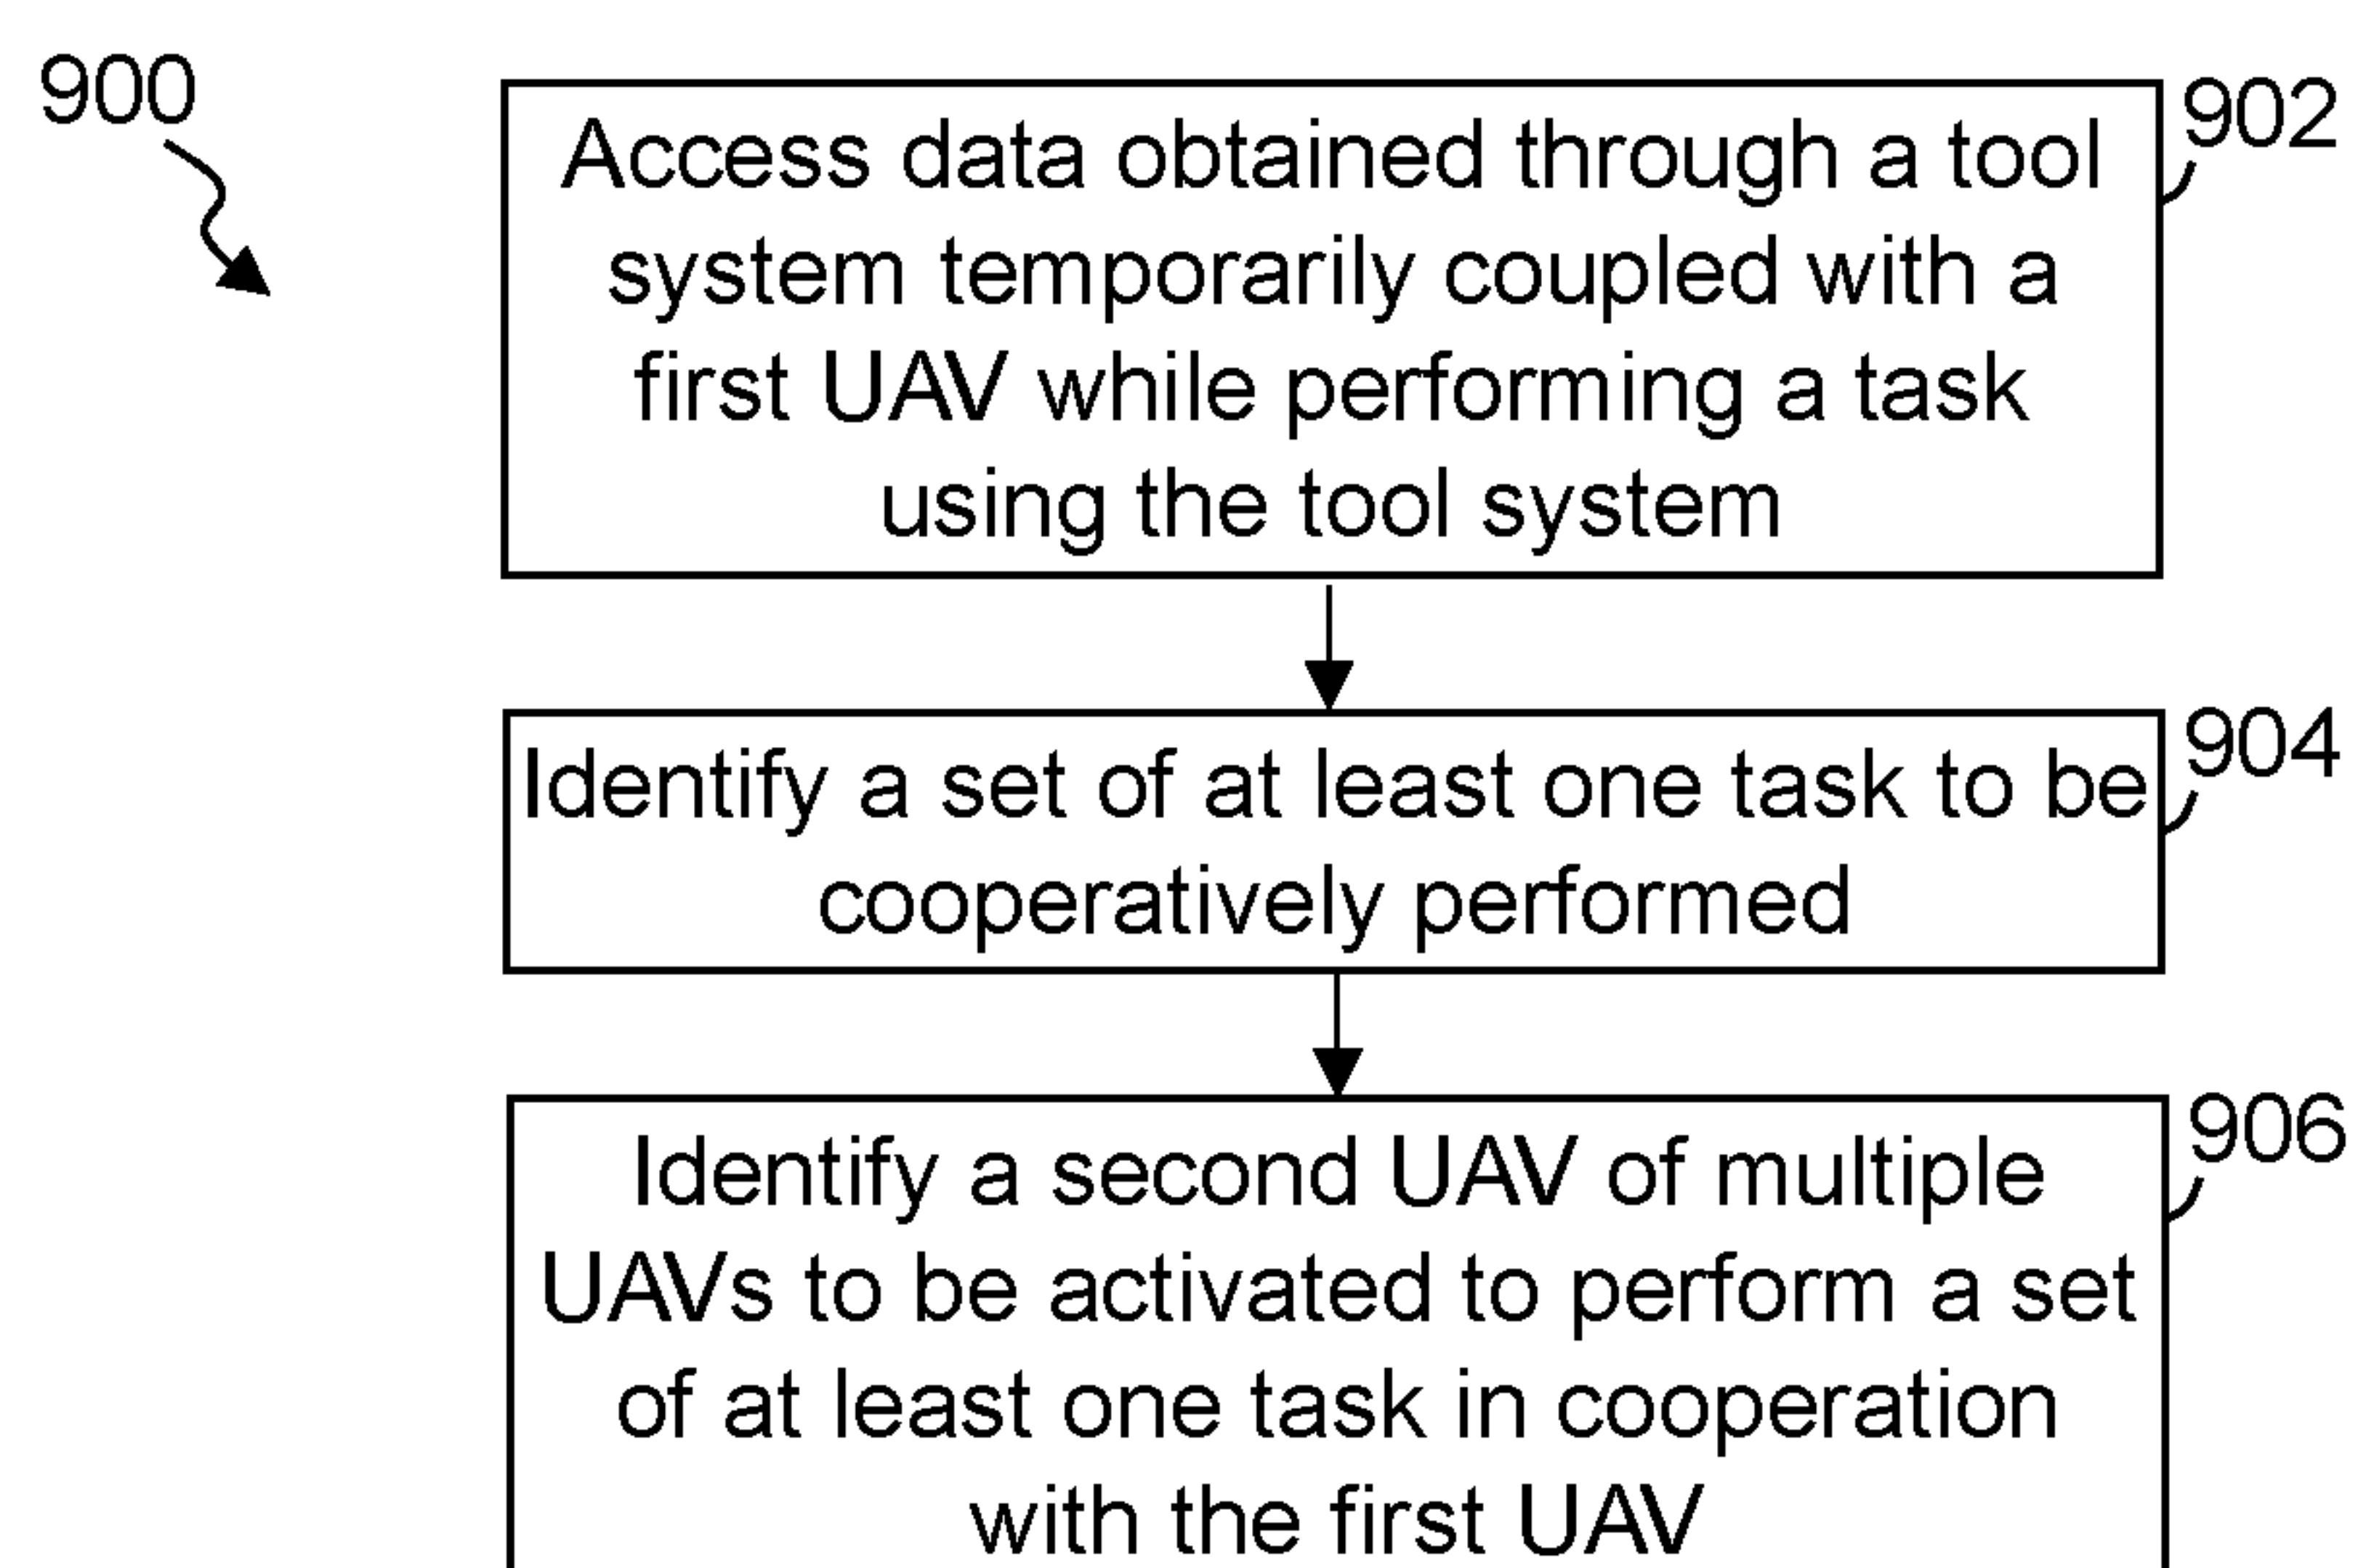 900
902
Access data obtained through a tool
system temporarily coupled with a
first UAV while performing a task
using the tool system
904
Identify a set of at least one task to be
cooperatively performed
906
Identify a second UAV of multiple
UAVs to be activated to perform a set
of at least one task in cooperation
with the first UAV